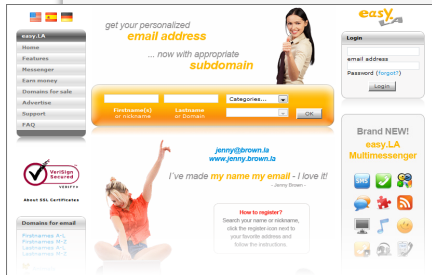 get your personalized
email address
... now with appropriate
subdomain
easy.LA
Home
Features
Messenger
Earn money
Domains for sale
Advertise
Support
FAQ
easy
Login
email address
Password (forgot?)
Login
Categories...
OK
Firstname(s)
or nickname
Lastname
or Domain
VeriSign
Secured
VERIFY
About SSL Certificates
jenny@brown.la
www.jenny.brown.la
I've made my name my email - I love it!
- Jenny Brown -
Brand NEW!
easy.LA
Multimessenger
SMS
How to register?
Search your name or nickname,
click the register-icon next to
your favorite address and
follow the instructions
Domains for email
Firstnames A-L
Firstnames M-Z
Lastnames A-L
Lastnames M-Z